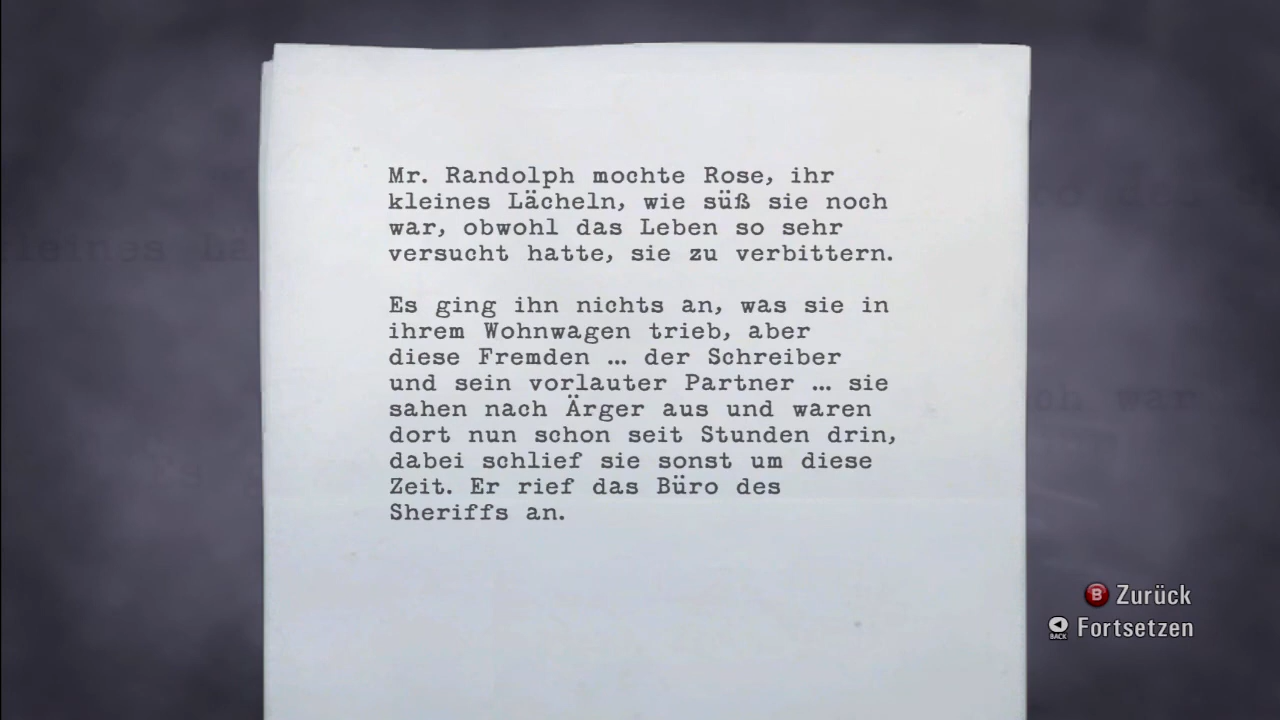 Mr. Randolph mochte Rose, ihr
kleines Lächeln, wie süß sie noch
war, obwohl das Leben so sehr
versucht hatte, sie zu verbittern.
Es ging ihn nichts an, was sie in
ihrem Wohnwagen trieb, aber
diese Fremden … der Schreiber
und sein vorlauter Partner … sie
sahen nach Ärger aus und waren
dort nun schon seit Stunden drin,
dabei schlief sie sonst um diese
Zeit. Er rief das Büro des
Sheriffs an.
B Zurück
BACK Fortsetzen